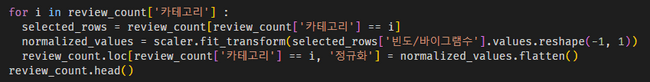 for i in review_count['카테고리'] :
  selected_rows = review_count[review_count['카테고리'] == i]
  normalized_values = scaler.fit_transform(selected_rows['빈도/바이그램수'].values.reshape(-1, 1))
  review_count.loc[review_count['카테고리'] == i, '정규화'] = normalized_values.flatten()
review_count.head()